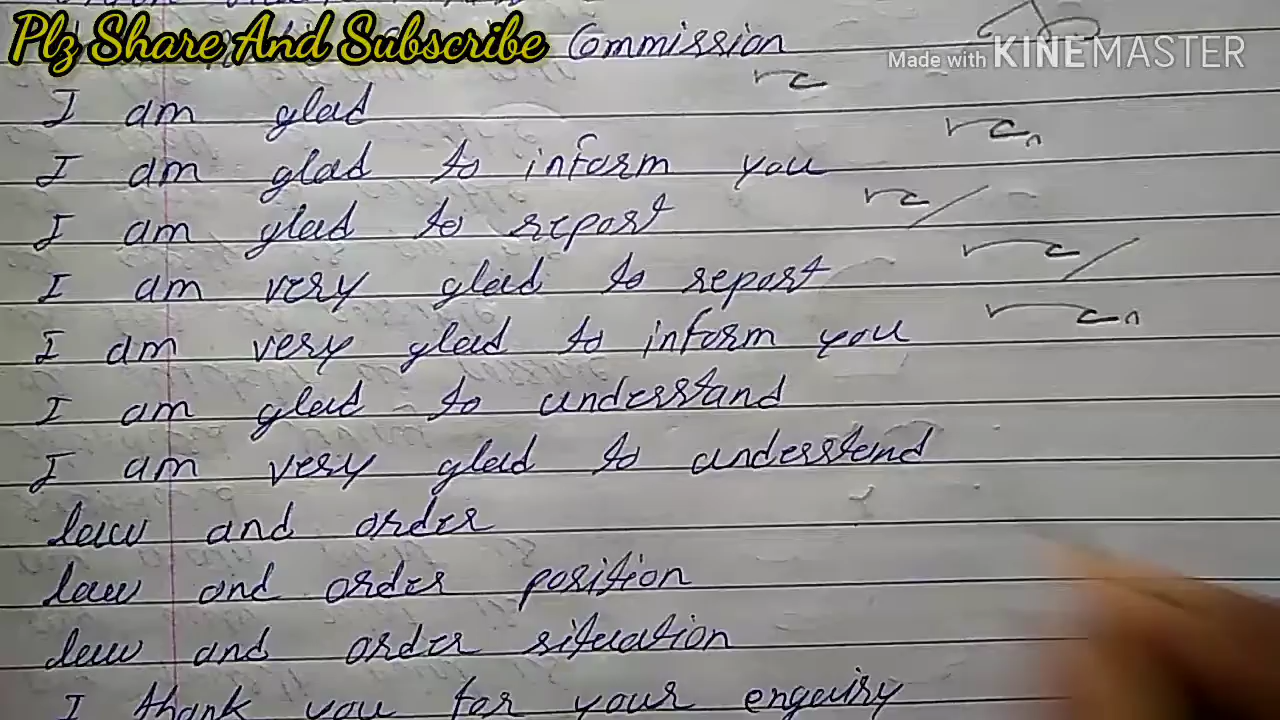 Plz Share And Subscribe Commission
Made with KINEMASTER
I am glad
I am glad to inform you
I am glad to report
I am very glad to report
I am very glad to inform you
I am glad to understand
I am very glad to understand
law and order
law and order position
law and order situation
I thank you for your enquiry